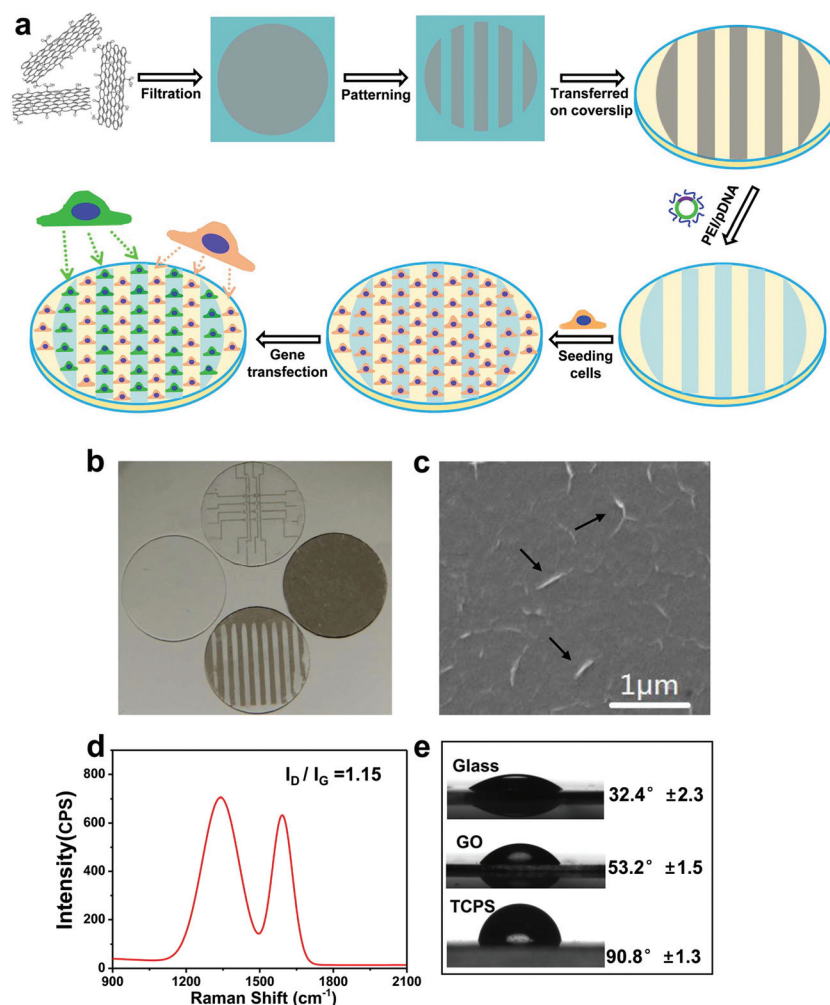 a
Filtration
Patterning
Transferred
on coverslip
PEI/pDNA
Seeding
cells
Gene
transfection
b
c
1μm
d
I_D / I_G =1.15
Intensity(CPS)
800
600
400
200
0
900
1200
1500
1800
2100
Raman Shift (cm⁻¹)
e
Glass
32.4° ±2.3
GO
53.2° ±1.5
TCPS
90.8° ±1.3